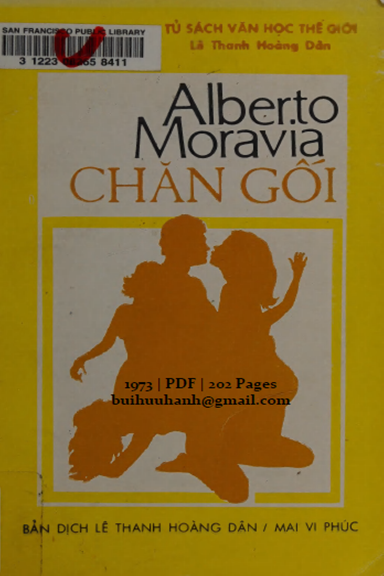 SAN FRANCISCO PUBLIC LIBRARY
3 1223 8411
TỦ SÁCH VĂN HỌC THẾ GIỚI
Lê Thanh Hoàng Dân
Alberto
Moravia
CHĂN GỐI
1973 | PDF | 202 Pages
buihuuhanh@gmail.com
BẢN DỊCH LÊ THANH HOÀNG DÂN / MAI VI PHÚC